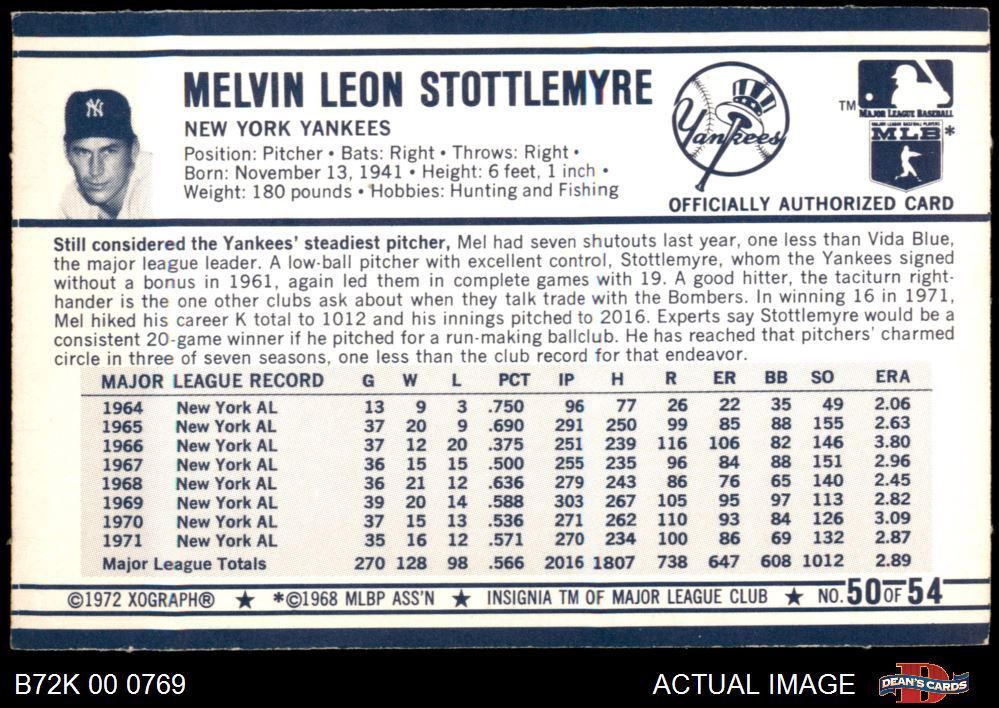 MELVIN LEON STOTTLEMYRE
NEW YORK YANKEES
Position: Pitcher • Bats: Right • Throws: Right •
Born: November 13, 1941 • Height: 6 feet, 1 inch •
Weight: 180 pounds • Hobbies: Hunting and Fishing
NY
Yankees
TM
MAJOR LEAGUE BASEBALL
MAJOR LEAGUE BASEBALL PLAYERS
MLB*
OFFICIALLY AUTHORIZED CARD
Still considered the Yankees' steadiest pitcher, Mel had seven shutouts last year, one less than Vida Blue,
the major league leader. A low-ball pitcher with excellent control, Stottlemyre, whom the Yankees signed
without a bonus in 1961, again led them in complete games with 19. A good hitter, the taciturn right-
hander is the one other clubs ask about when they talk trade with the Bombers. In winning 16 in 1971,
Mel hiked his career K total to 1012 and his innings pitched to 2016. Experts say Stottlemyre would be a
consistent 20-game winner if he pitched for a run-making ballclub. He has reached that pitchers' charmed
circle in three of seven seasons, one less than the club record for that endeavor.
MAJOR LEAGUE RECORD G W L PCT IP H R ER BB SO ERA
1964 New York AL 13 9 3 .750 96 77 26 22 35 49 2.06
1965 New York AL 37 20 9 .690 291 250 99 85 88 155 2.63
1966 New York AL 37 12 20 .375 251 239 116 106 82 146 3.80
1967 New York AL 36 15 15 .500 255 235 96 84 88 151 2.96
1968 New York AL 36 21 12 .636 279 243 86 76 65 140 2.45
1969 New York AL 39 20 14 .588 303 267 105 95 97 113 2.82
1970 New York AL 37 15 13 .536 271 262 110 93 84 126 3.09
1971 New York AL 35 16 12 .571 270 234 100 86 69 132 2.87
Major League Totals 270 128 98 .566 2016 1807 738 647 608 1012 2.89
©1972 XOGRAPH® ★ *©1968 MLBP ASS'N ★ INSIGNIA TM OF MAJOR LEAGUE CLUB ★ NO. 50 OF 54
B72K 00 0769 ACTUAL IMAGE
D
DEAN'S CARDS